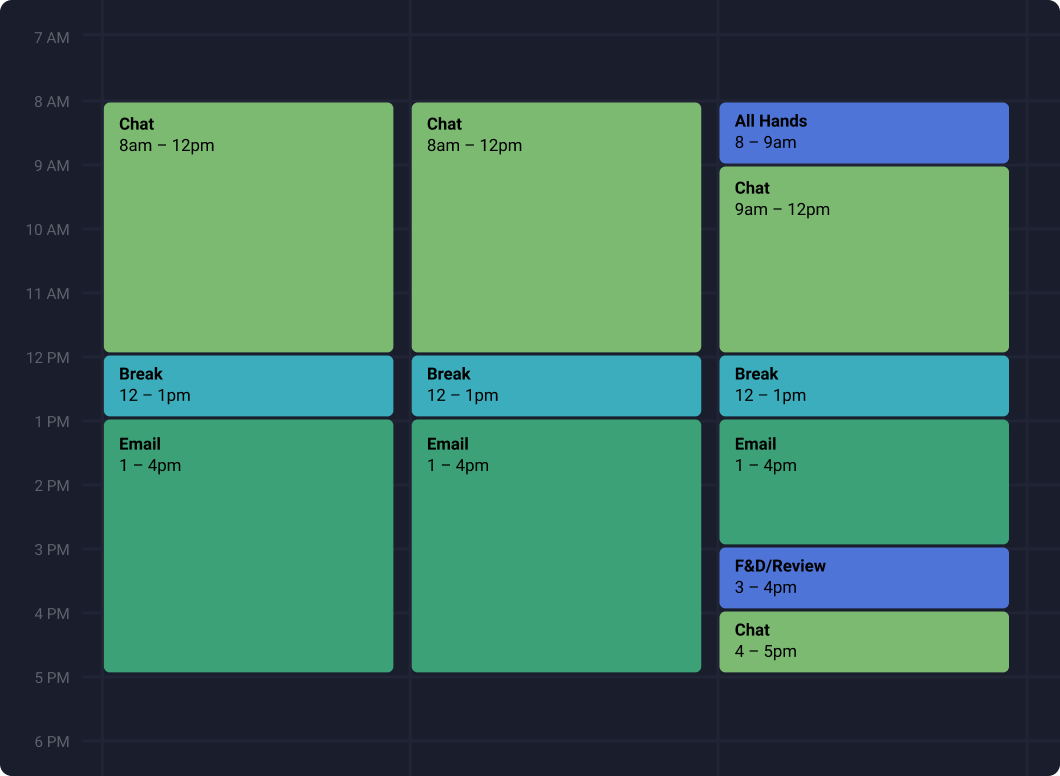 7 AM
8 AM
9 AM
10 AM
11 AM
12 PM
1 PM
2 PM
3 PM
4 PM
5 PM
6 PM
Chat
8am – 12pm
Break
12 – 1pm
Email
1 – 4pm
Chat
8am – 12pm
Break
12 – 1pm
Email
1 – 4pm
All Hands
8 – 9am
Chat
9am – 12pm
Break
12 – 1pm
Email
1 – 4pm
F&D/Review
3 – 4pm
Chat
4 – 5pm